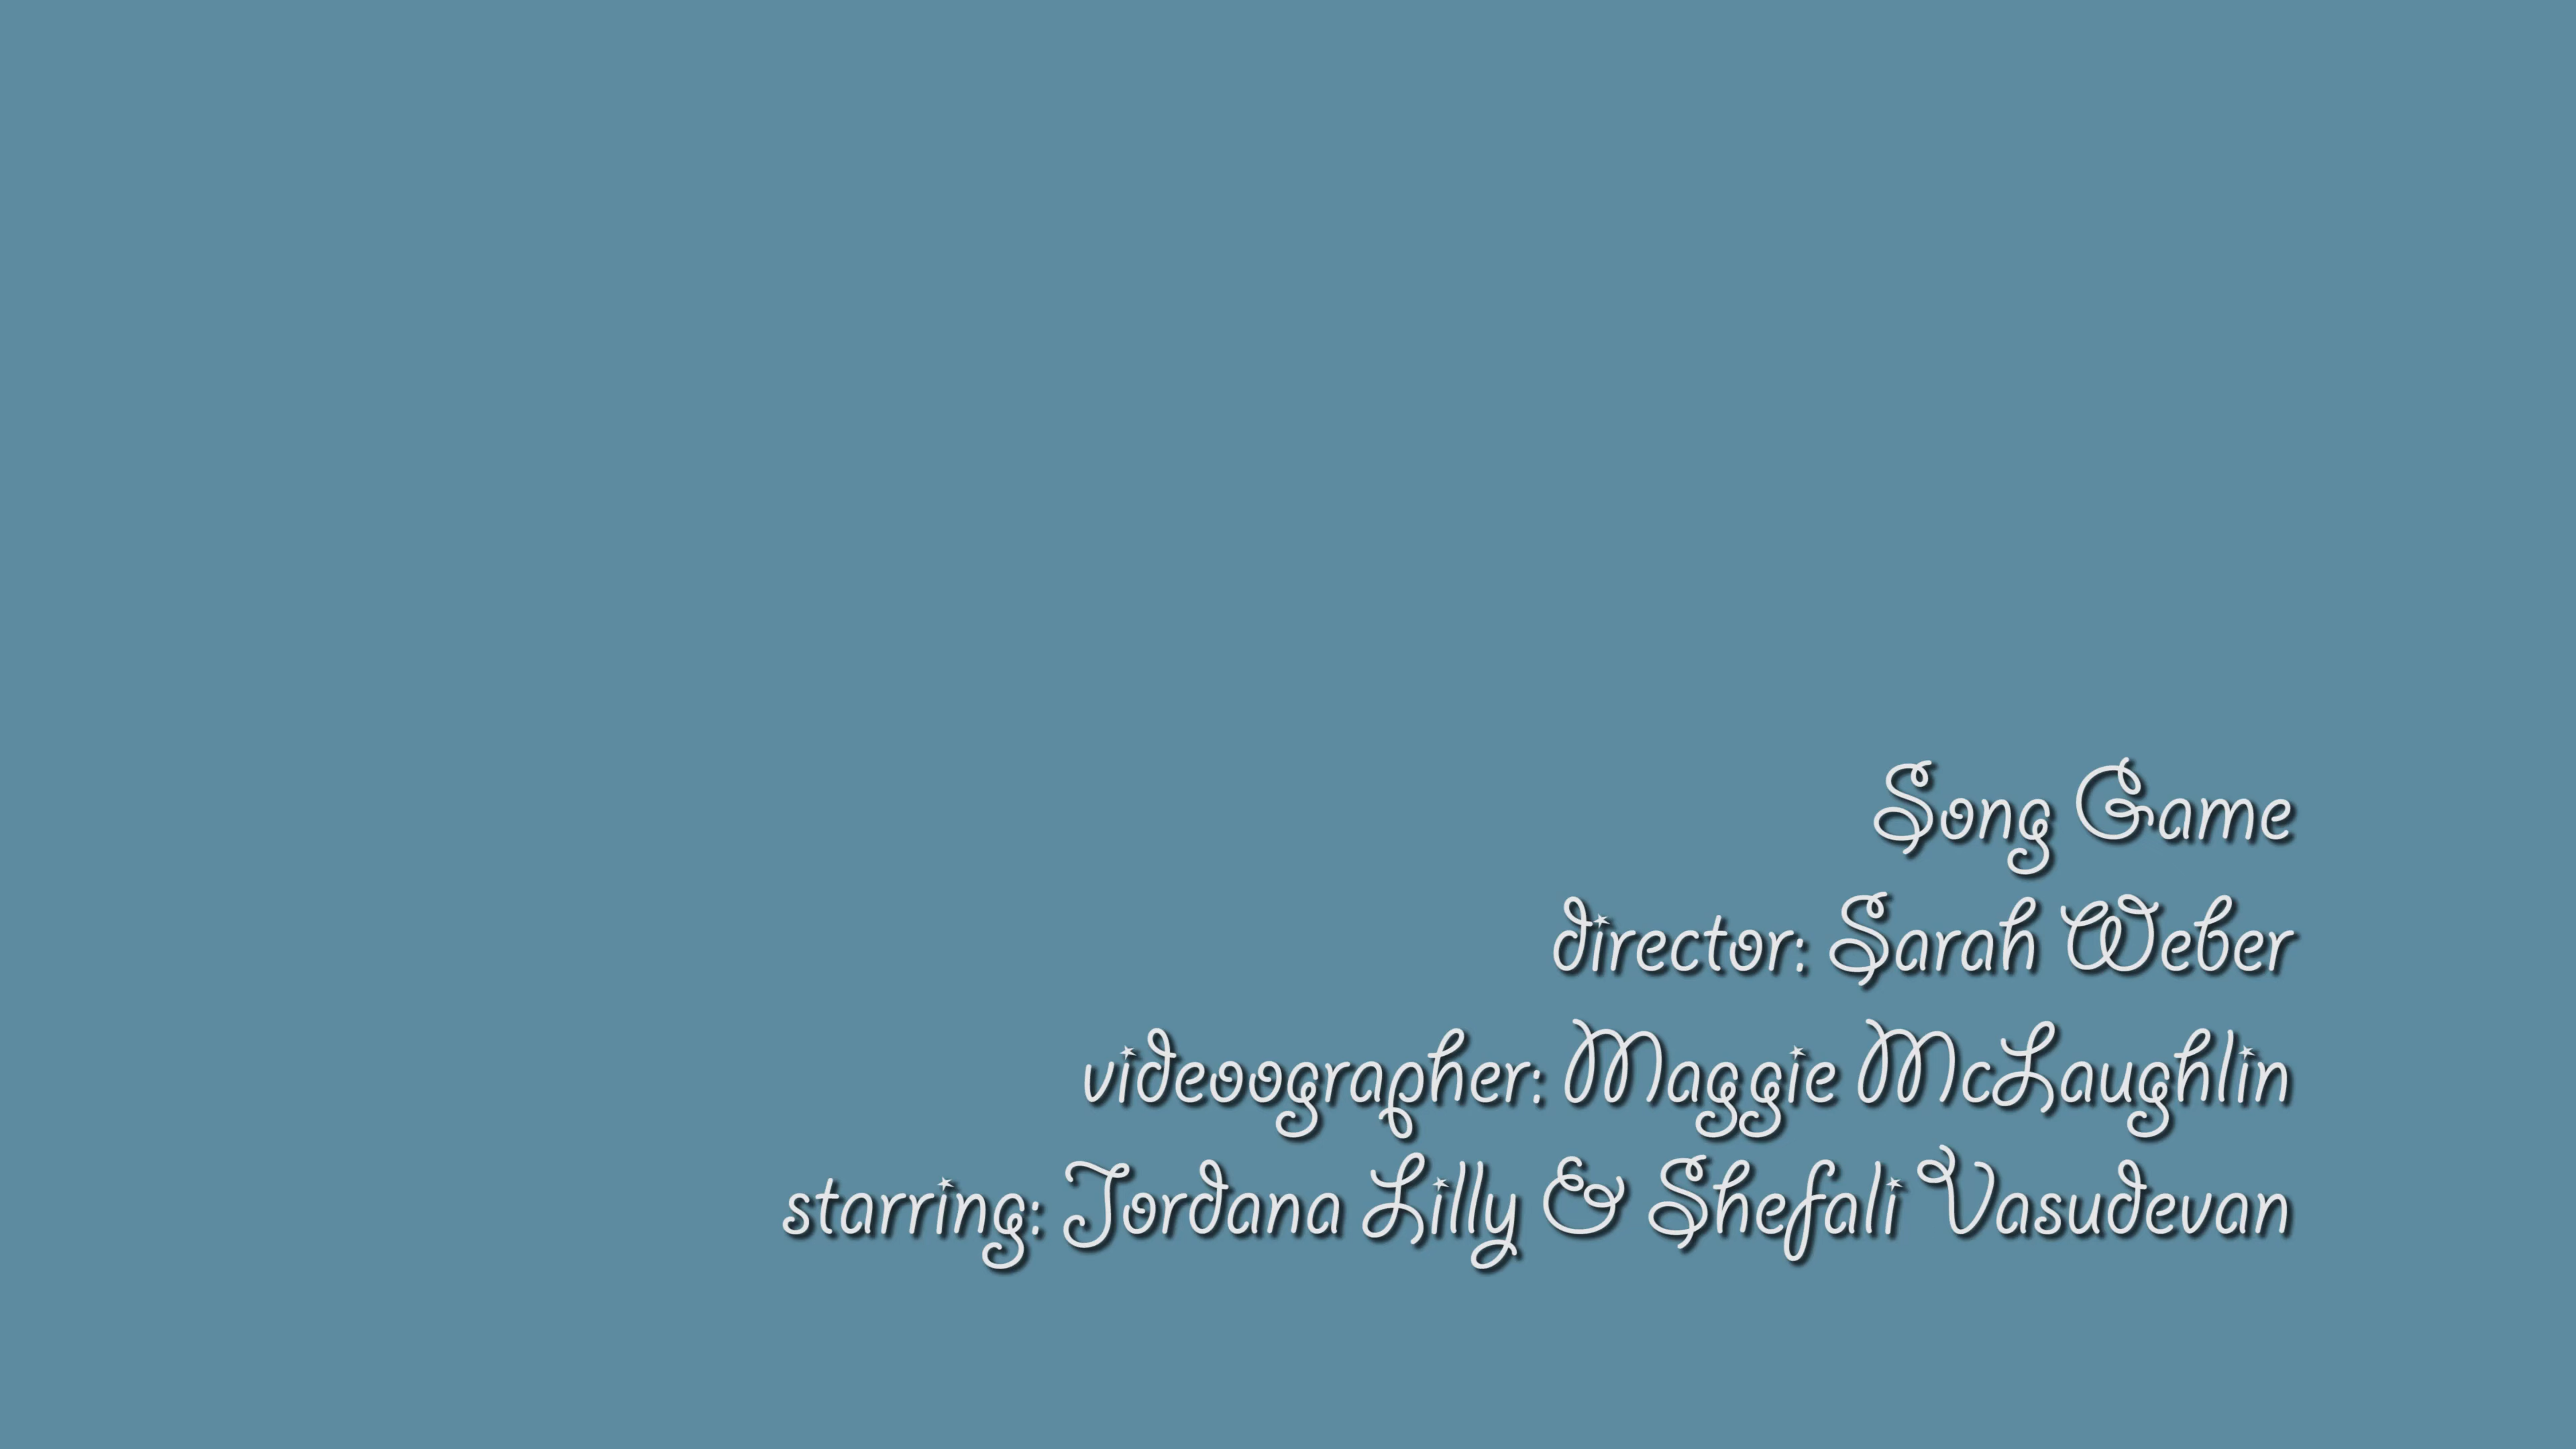 Song Game
director: Sarah Weber
videoographer: Maggie McLaughlin
starring: Jordana Lilly & Shefali Vasudevan